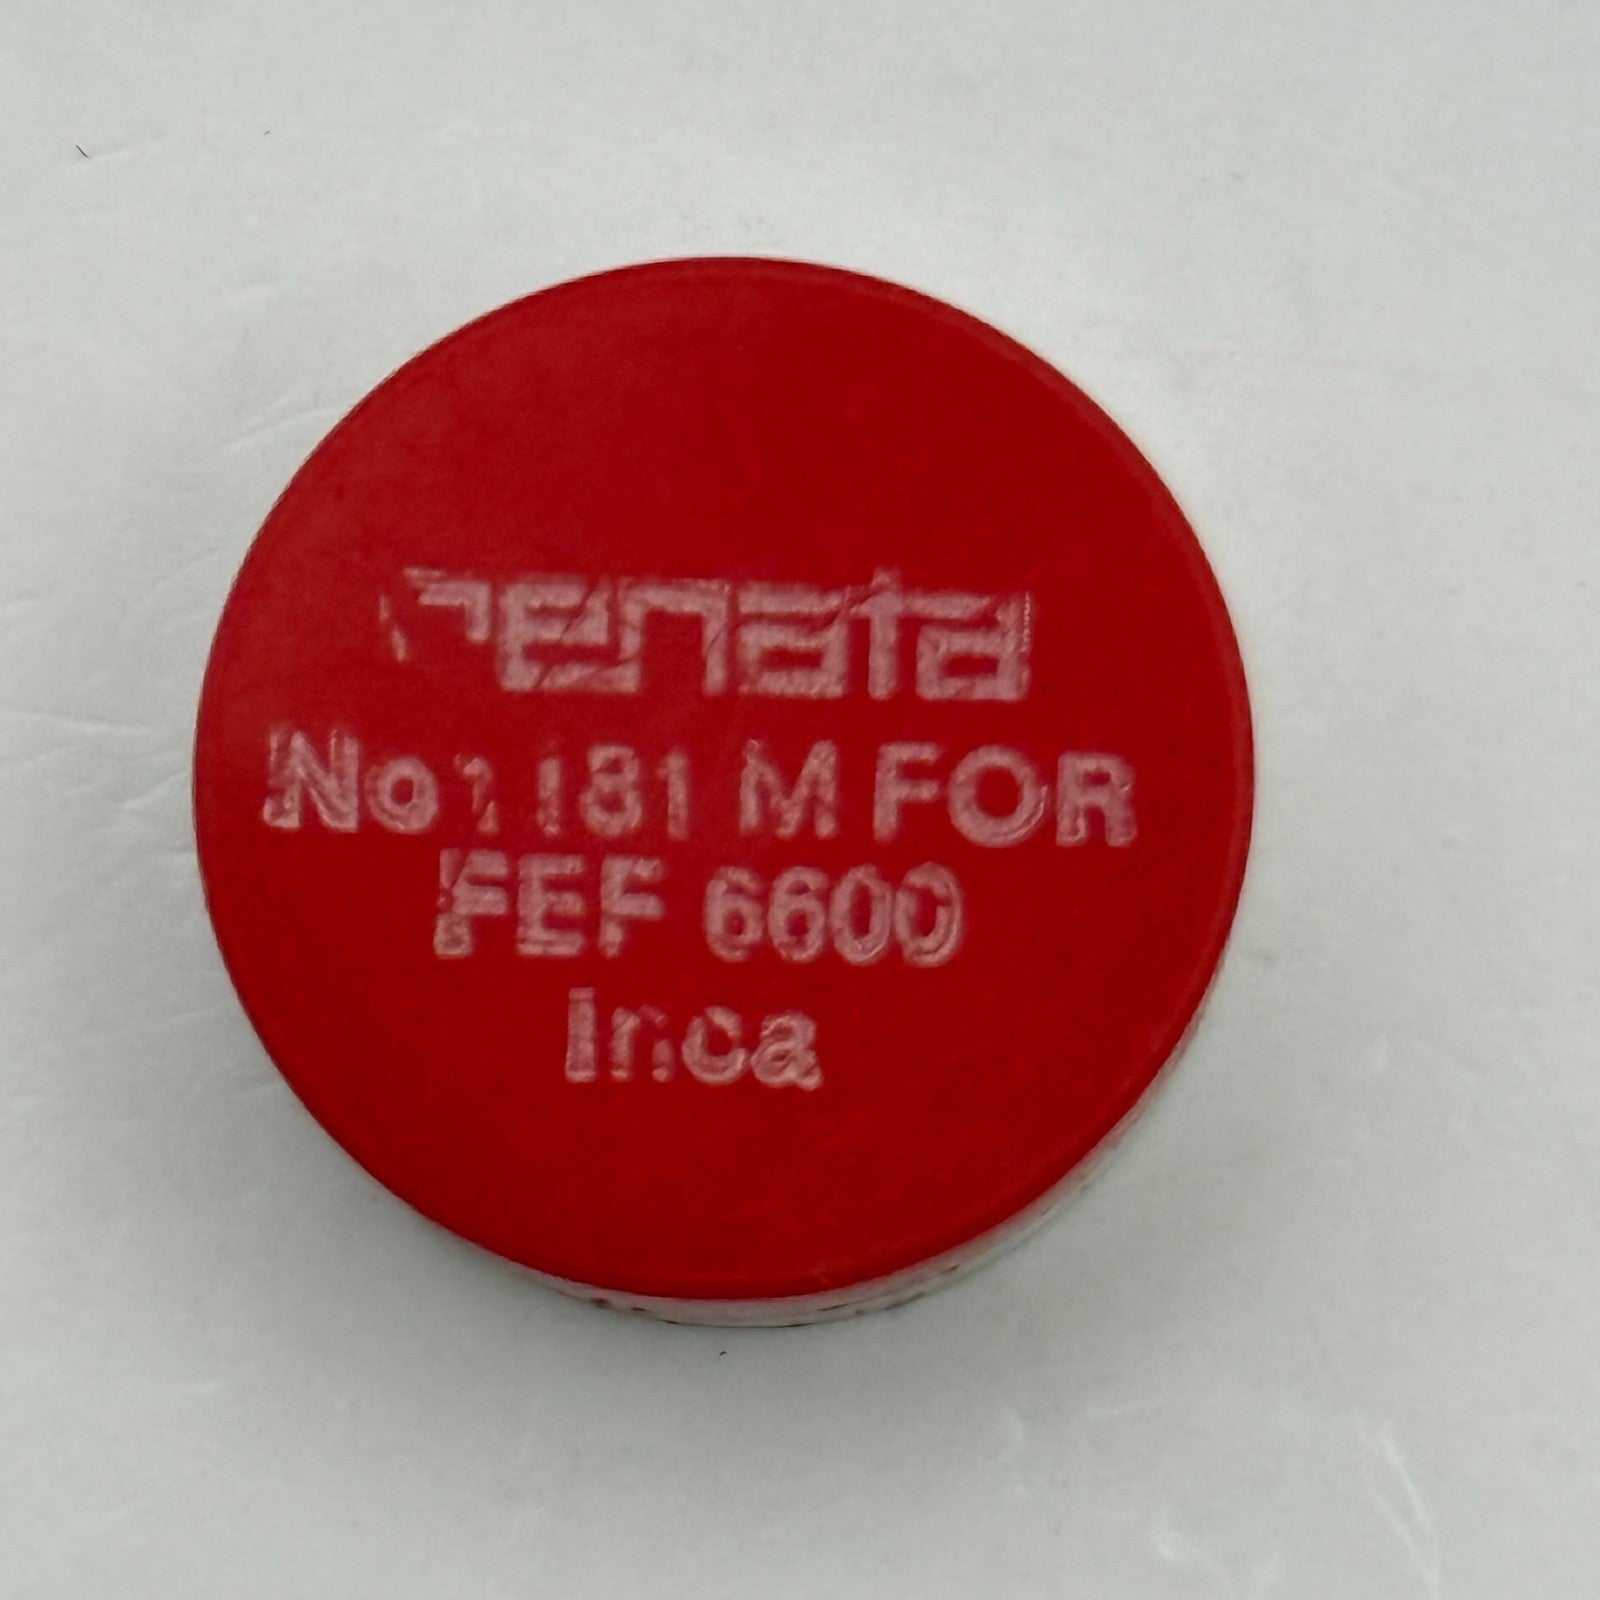 renata
No 1181 M FOR
FEF 6600
Inca